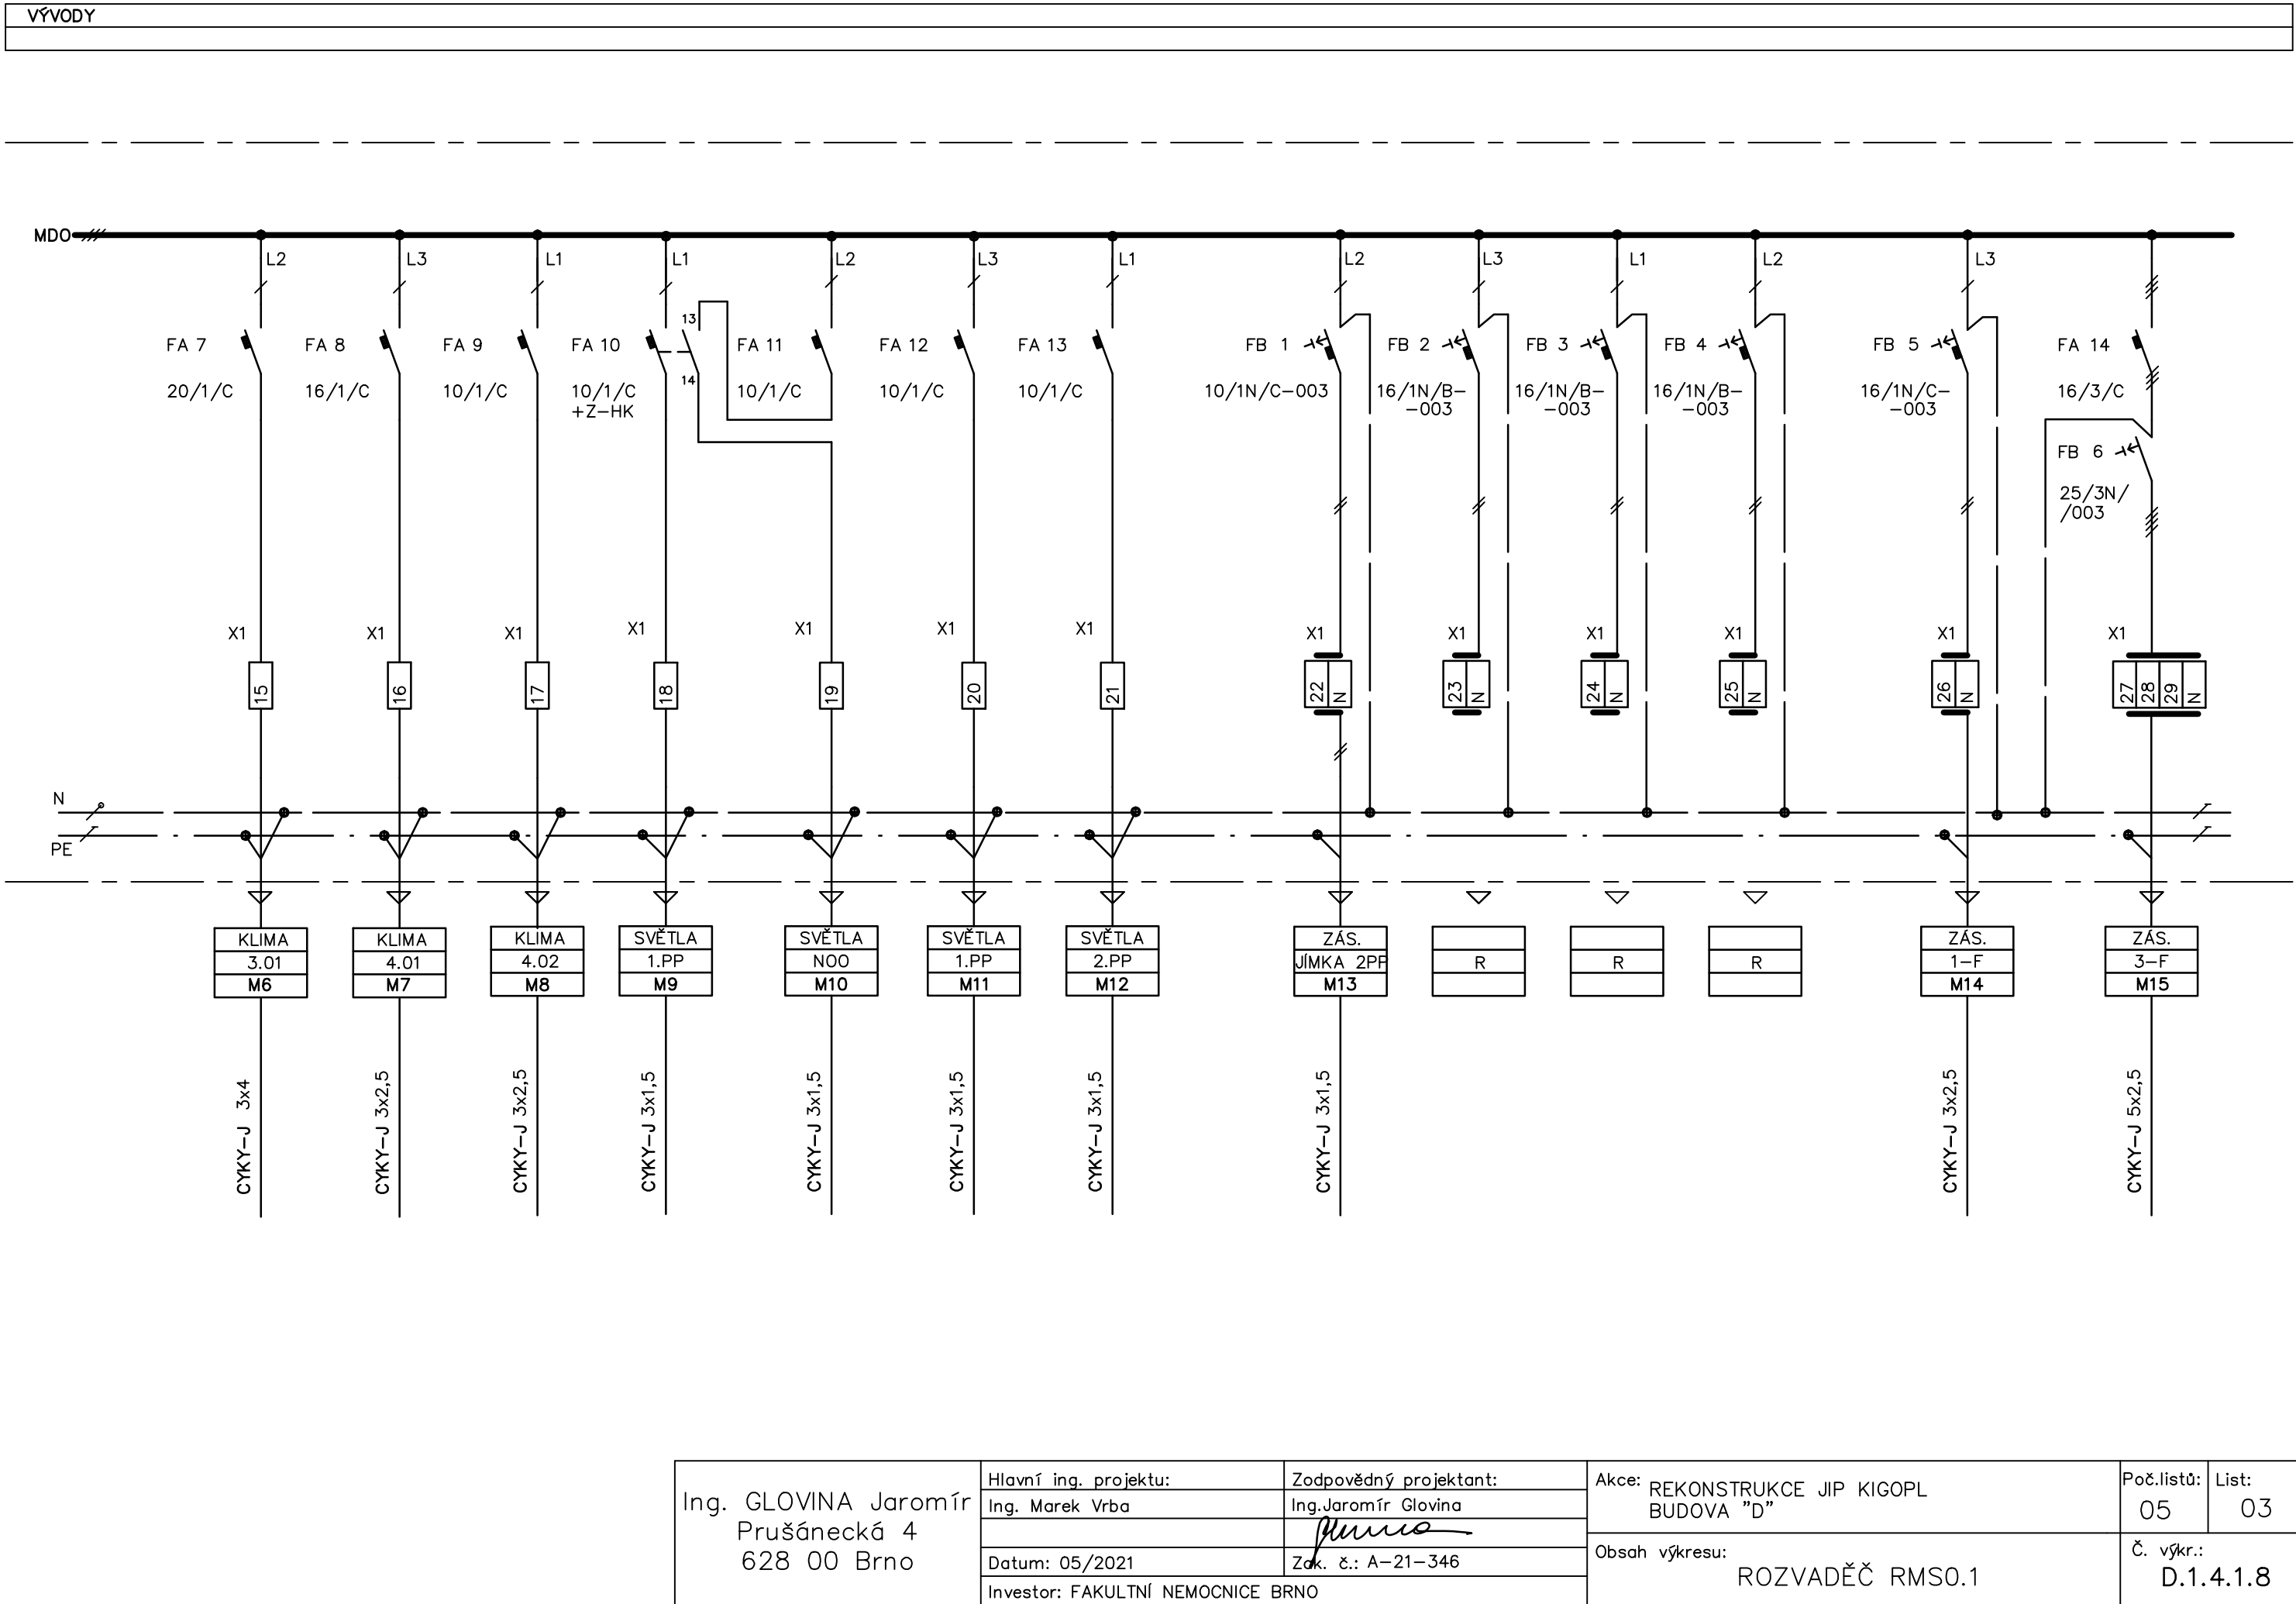 VÝVODY
MDO
L2
L3
L1
L1
L2
L3
L1
L2
L3
L1
L2
L3
13
14
FA 7
FA 8
FA 9
FA 10
FA 11
FA 12
FA 13
FB 1
FB 2
FB 3
FB 4
FB 5
FA 14
20/1/C
16/1/C
10/1/C
10/1/C
+Z-HK
10/1/C
10/1/C
10/1/C
10/1N/C-003
16/1N/B-
-003
16/1N/B-
-003
16/1N/B-
-003
16/1N/C-
-003
16/3/C
FB 6
25/3N/
/003
X1
X1
X1
X1
X1
X1
X1
X1
X1
X1
X1
X1
X1
15
16
17
18
19
20
21
22
N
23
N
24
N
25
N
26
N
27
28
29
N
N
PE
KLIMA
3.01
M6
KLIMA
4.01
M7
KLIMA
4.02
M8
SVĚTLA
1.PP
M9
SVĚTLA
NOO
M10
SVĚTLA
1.PP
M11
SVĚTLA
2.PP
M12
ZÁS.
JÍMKA 2PP
M13
R
R
R
ZÁS.
1-F
M14
ZÁS.
3-F
M15
CYKY-J 3x4
CYKY-J 3x2,5
CYKY-J 3x2,5
CYKY-J 3x1,5
CYKY-J 3x1,5
CYKY-J 3x1,5
CYKY-J 3x1,5
CYKY-J 3x1,5
CYKY-J 3x2,5
CYKY-J 5x2,5
Ing. GLOVINA Jaromír
Prušánecká 4
628 00 Brno
Hlavní ing. projektu:
Ing. Marek Vrba
Datum: 05/2021
Zodpovědný projektant:
Ing.Jaromír Glovina
Zak. č.: A-21-346
Investor: FAKULTNÍ NEMOCNICE BRNO
Akce: REKONSTRUKCE JIP KIGOPL
BUDOVA "D"
Obsah výkresu:
ROZVADĚČ RMS0.1
Poč.listů:
05
List:
03
Č. výkr.:
D.1.4.1.8